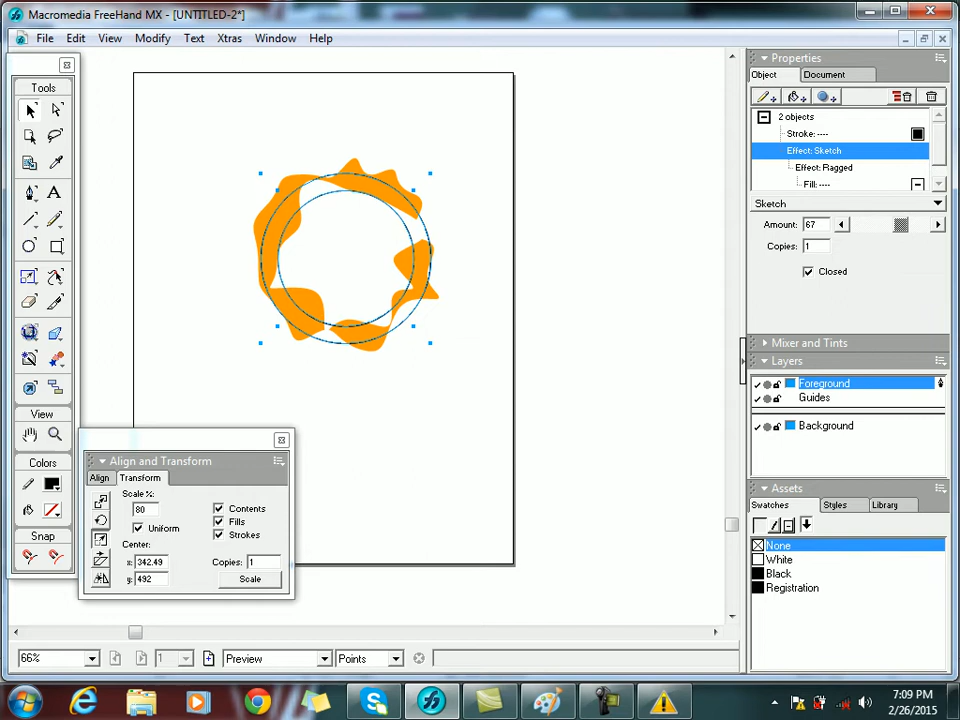 Macromedia FreeHand MX - [UNTITLED-2*]
File Edit View Modify Text Xtras Window Help
Tools
View
Colors
Snap
Align and Transform
Align Transform
Scale %:
80
Uniform
Center:
x: 342.49
y: 492
Contents
Fills
Strokes
Copies: 1
Scale
66%
1
Preview
Points
Properties
Object Document
2 objects
Stroke: ----
Effect: Sketch
Effect: Ragged
Fill: ----
Sketch
Amount: 67
Copies: 1
Closed
Mixer and Tints
Layers
Foreground
Guides
Background
Assets
Swatches Styles Library
None
White
Black
Registration
7:09 PM
2/26/2015